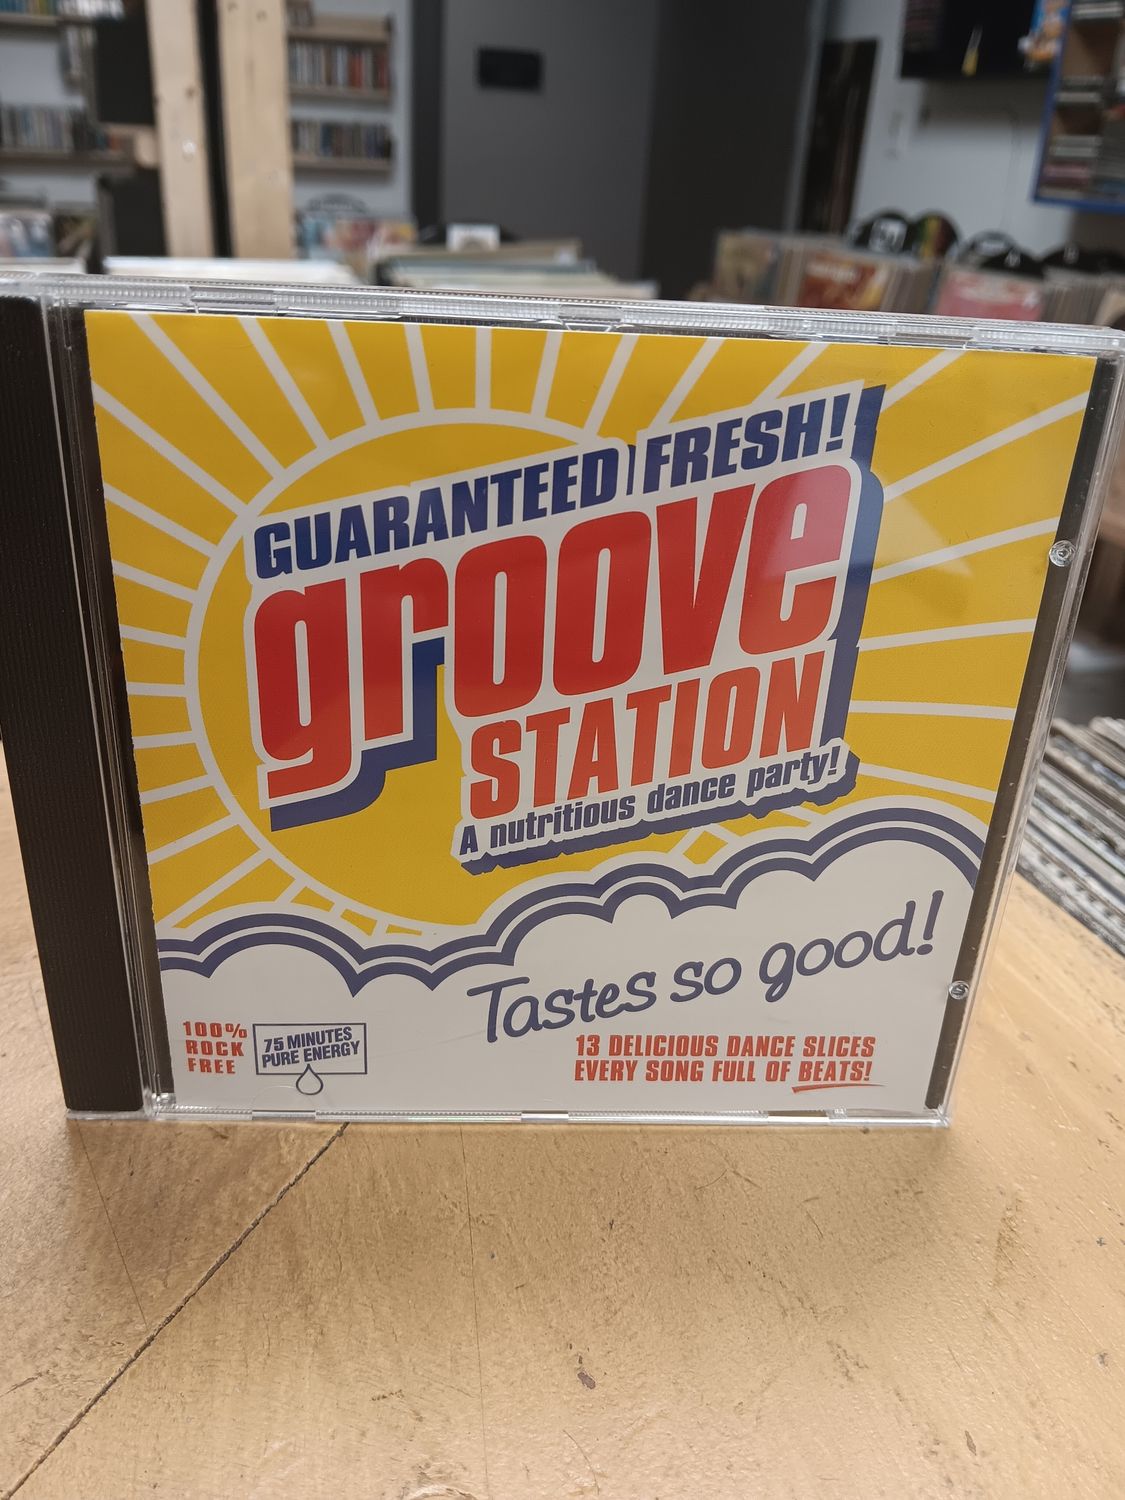 GUARANTEED FRESH!
groove
STATION
A nutritious dance party!
Tastes so good!
100%
ROCK
FREE
75 MINUTES
PURE ENERGY
13 DELICIOUS DANCE SLICES
EVERY SONG FULL OF BEATS!